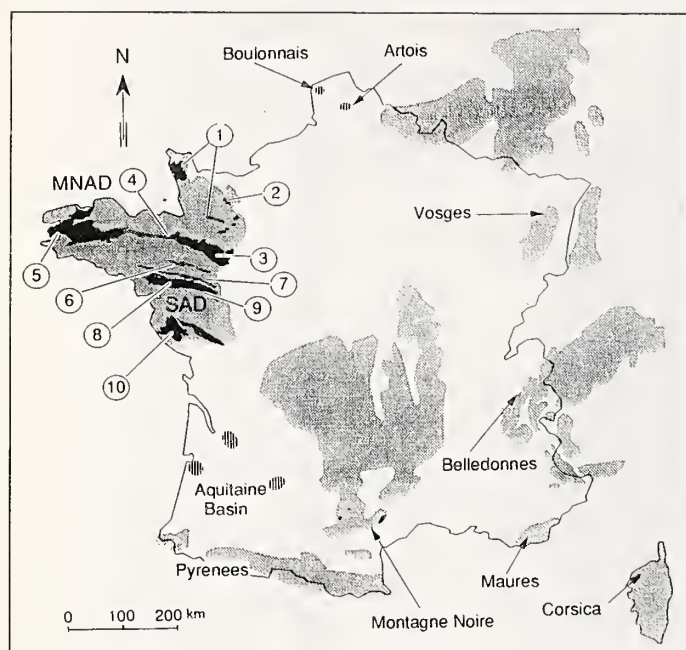 Boulonnais
Artois
N
1
MNAD
4
2
Vosges
5
3
6
7
SAD
9
8
10
Belledonnes
Aquitaine
Basin
Pyrenees
Maures
Corsica
Montagne Noire
0 100 200 km